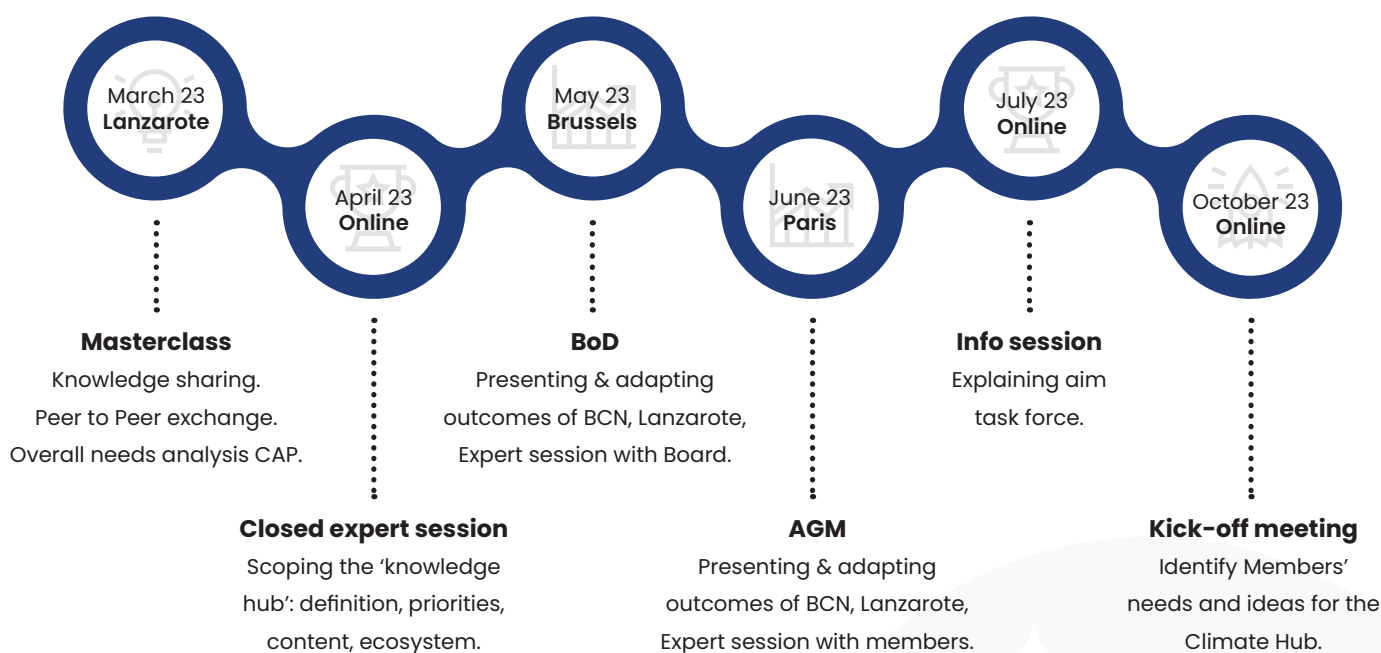 March 23
Lanzarote
April 23
Online
May 23
Brussels
June 23
Paris
July 23
Online
October 23
Online
Masterclass
Knowledge sharing.
Peer to Peer exchange.
Overall needs analysis CAP.
Closed expert session
Scoping the ‘knowledge
hub’: definition, priorities,
content, ecosystem.
BoD
Presenting & adapting
outcomes of BCN, Lanzarote,
Expert session with Board.
AGM
Presenting & adapting
outcomes of BCN, Lanzarote,
Expert session with members.
Info session
Explaining aim
task force.
Kick-off meeting
Identify Members’
needs and ideas for the
Climate Hub.